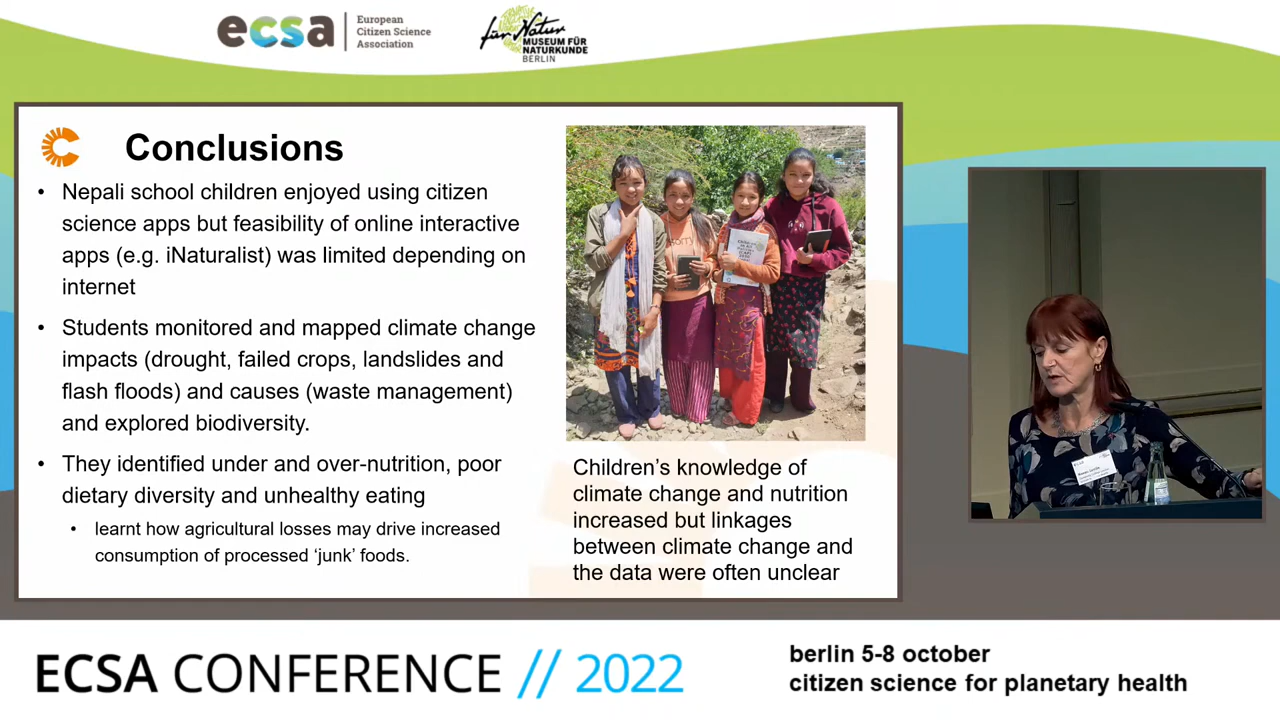 ecsa
European
Citizen Science
Association
für Natur
MUSEUM FÜR
NATURKUNDE
BERLIN
Conclusions
• Nepali school children enjoyed using citizen
science apps but feasibility of online interactive
apps (e.g. iNaturalist) was limited depending on
internet
• Students monitored and mapped climate change
impacts (drought, failed crops, landslides and
flash floods) and causes (waste management)
and explored biodiversity.
• They identified under and over-nutrition, poor
dietary diversity and unhealthy eating
• learnt how agricultural losses may drive increased
consumption of processed ‘junk’ foods.
Children’s knowledge of
climate change and nutrition
increased but linkages
between climate change and
the data were often unclear
ECSA CONFERENCE // 2022
berlin 5-8 october
citizen science for planetary health